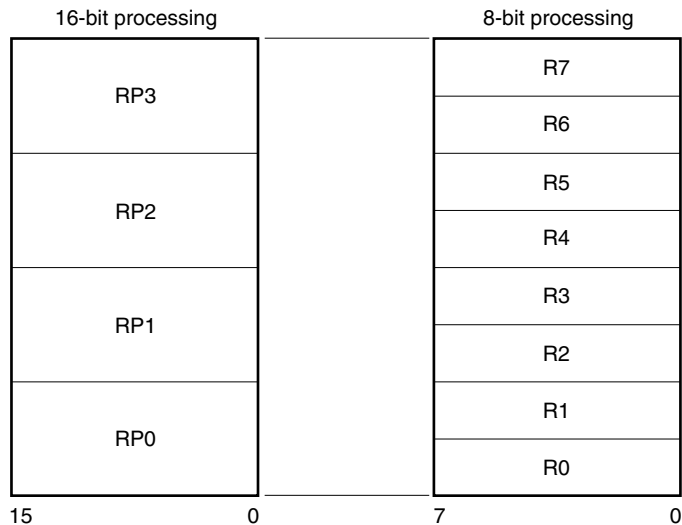 16-bit processing
8-bit processing
RP3
RP2
RP1
RP0
15 0
R7
R6
R5
R4
R3
R2
R1
R0
7 0